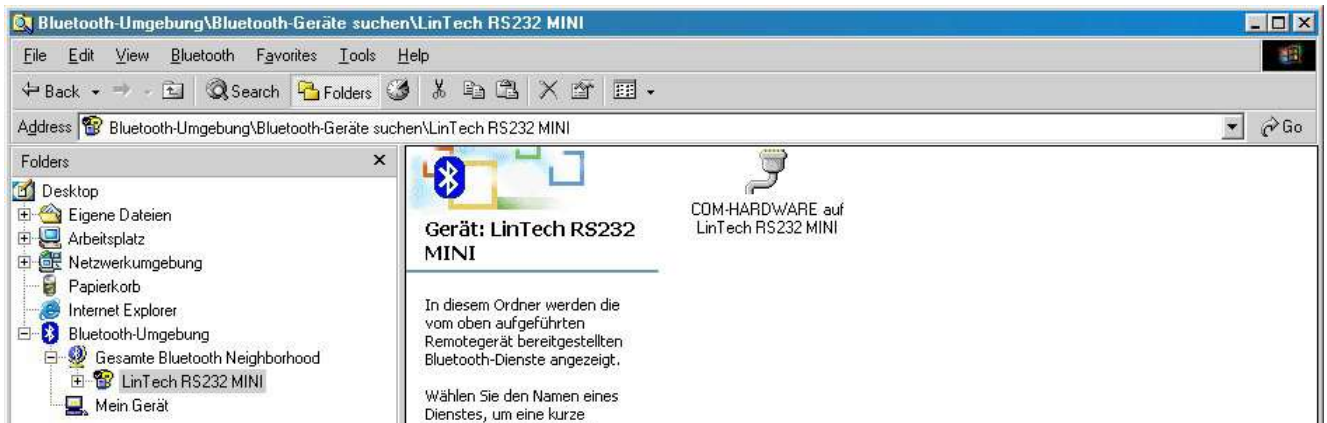 Bluetooth-Umgebung\Bluetooth-Geräte suchen\LinTech RS232 MINI
File Edit View Bluetooth Favorites Tools Help
Back Search Folders
Address Bluetooth-Umgebung\Bluetooth-Geräte suchen\LinTech RS232 MINI Go
Folders
Desktop
Eigene Dateien
Arbeitsplatz
Netzwerkumgebung
Papierkorb
Internet Explorer
Bluetooth-Umgebung
Gesamte Bluetooth Neighborhood
LinTech RS232 MINI
Mein Gerät
Gerät: LinTech RS232
MINI
In diesem Ordner werden die
vom oben aufgeführten
Remotegerät bereitgestellten
Bluetooth-Dienste angezeigt.
Wählen Sie den Namen eines
Dienstes, um eine kurze
COM-HARDWARE auf
LinTech RS232 MINI